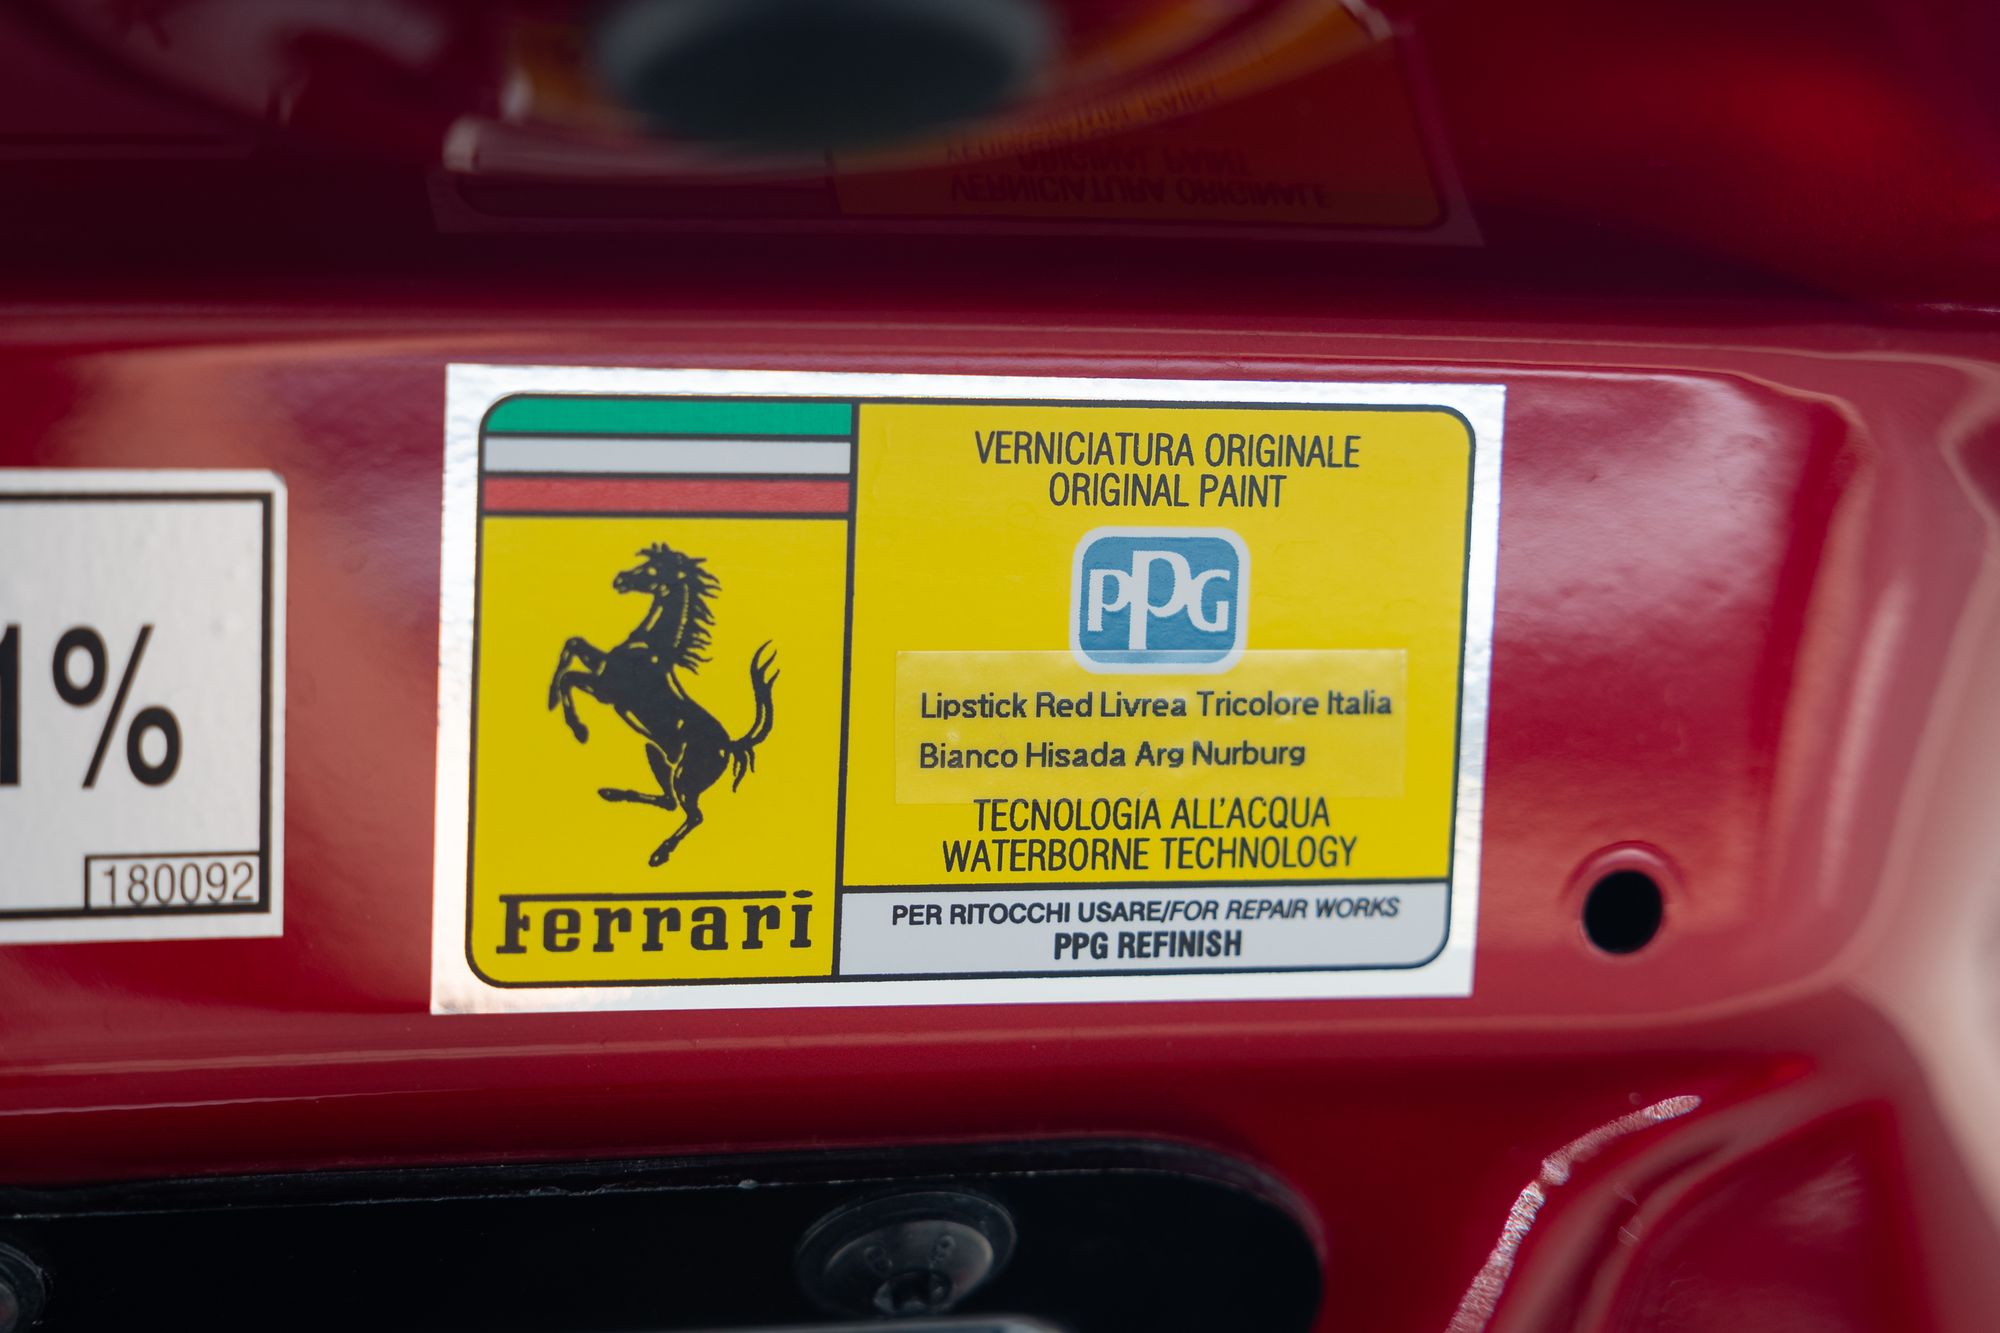 VERNICIATURA ORIGINALE
ORIGINAL PAINT
PPG
Lipstick Red Livrea Tricolore Italia
Bianco Hisada Arg Nurburg
TECNOLOGIA ALL'ACQUA
WATERBORNE TECHNOLOGY
PER RITOCCHI USARE/FOR REPAIR WORKS
PPG REFINISH
Ferrari
1%
180092